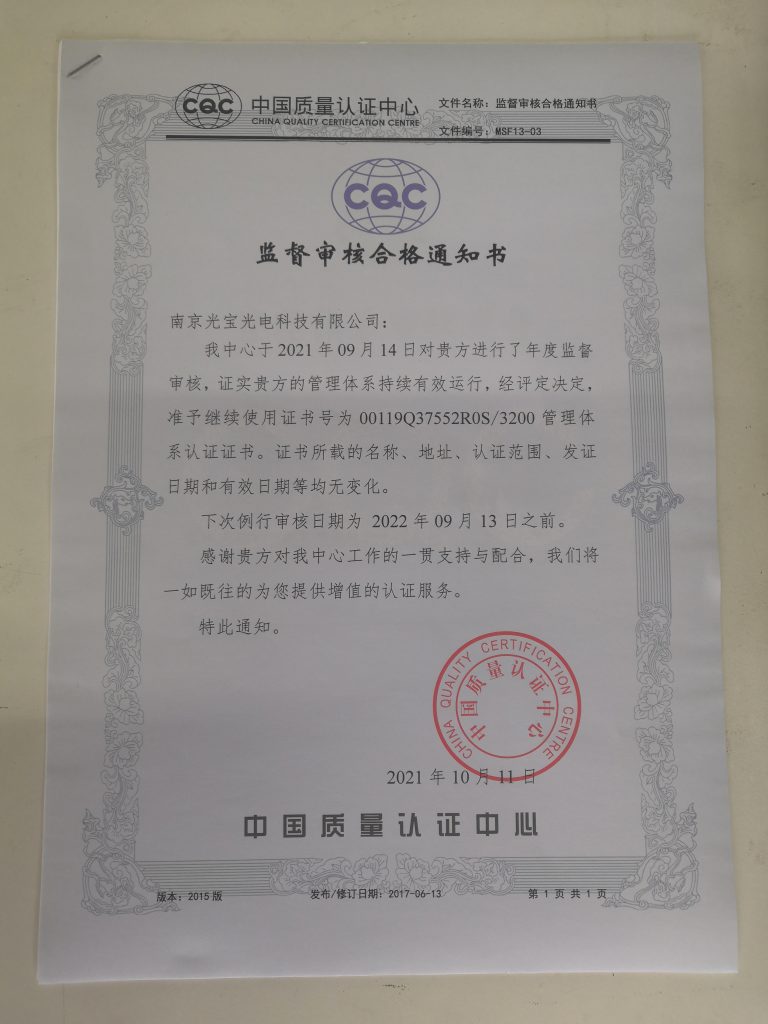 CQC 中国质量认证中心 文件名称：监督审核合格通知书
CHINA QUALITY CERTIFICATION CENTRE
文件编号：MSF13-03
CQC
监督审核合格通知书
南京光宝光电科技有限公司：
我中心于 2021 年 09 月 14 日对贵方进行了年度监督
审核，证实贵方的管理体系持续有效运行，经评定决定，
准予继续使用证书号为 00119Q37552R0S/3200 管理体
系认证证书。证书所载的名称、地址、认证范围、发证
日期和有效日期等均无变化。
下次例行审核日期为 2022 年 09 月 13 日之前。
感谢贵方对我中心工作的一贯支持与配合，我们将
一如既往的为您提供增值的认证服务。
特此通知。
CHINA QUALITY CERTIFICATION CENTRE
中国质量认证中心
2021 年 10 月 11 日
中国质量认证中心
版本：2015 版 发布/修订日期：2017-06-13 第 1 页 共 1 页